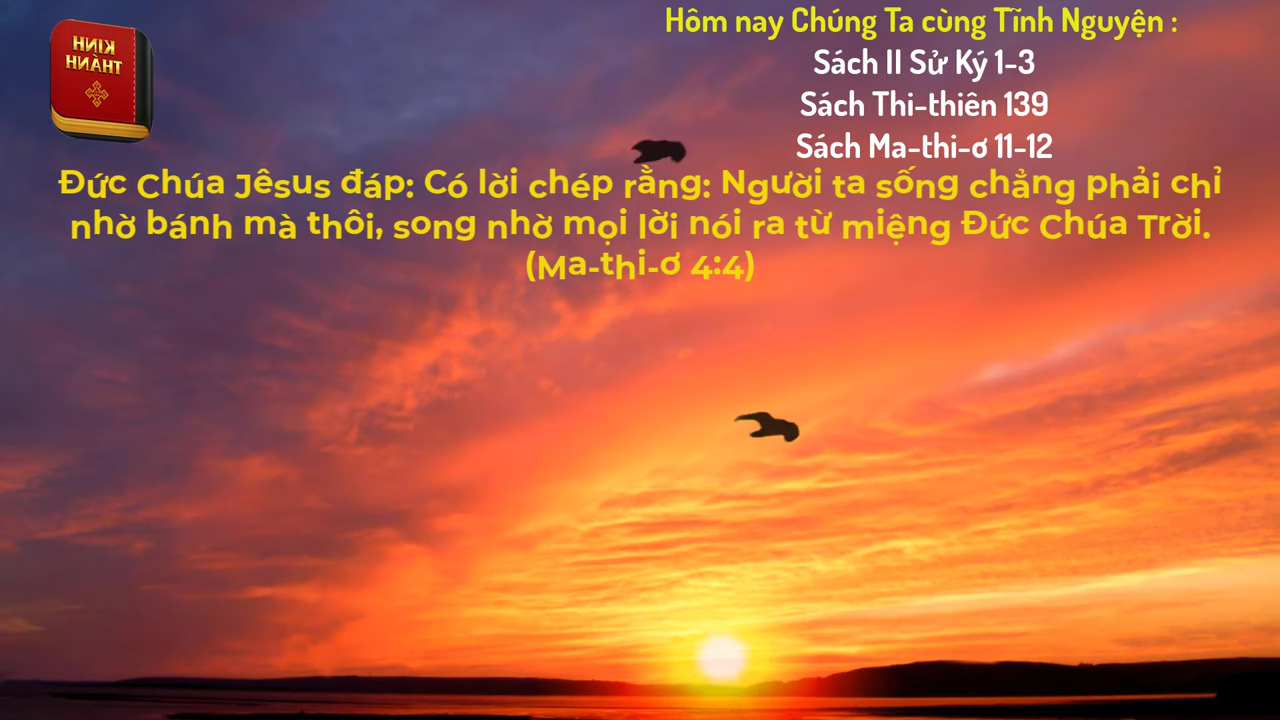 KINH
THÁNH
Hôm nay Chúng Ta cùng Tĩnh Nguyện :
Sách II Sử Ký 1-3
Sách Thi-thiên 139
Sách Ma-thi-ơ 11-12
Đức Chúa Jêsus đáp: Có lời chép rằng: Người ta sống chẳng phải chỉ
nhờ bánh mà thôi, song nhờ mọi lời nói ra từ miệng Đức Chúa Trời.
(Ma-thi-ơ 4:4)